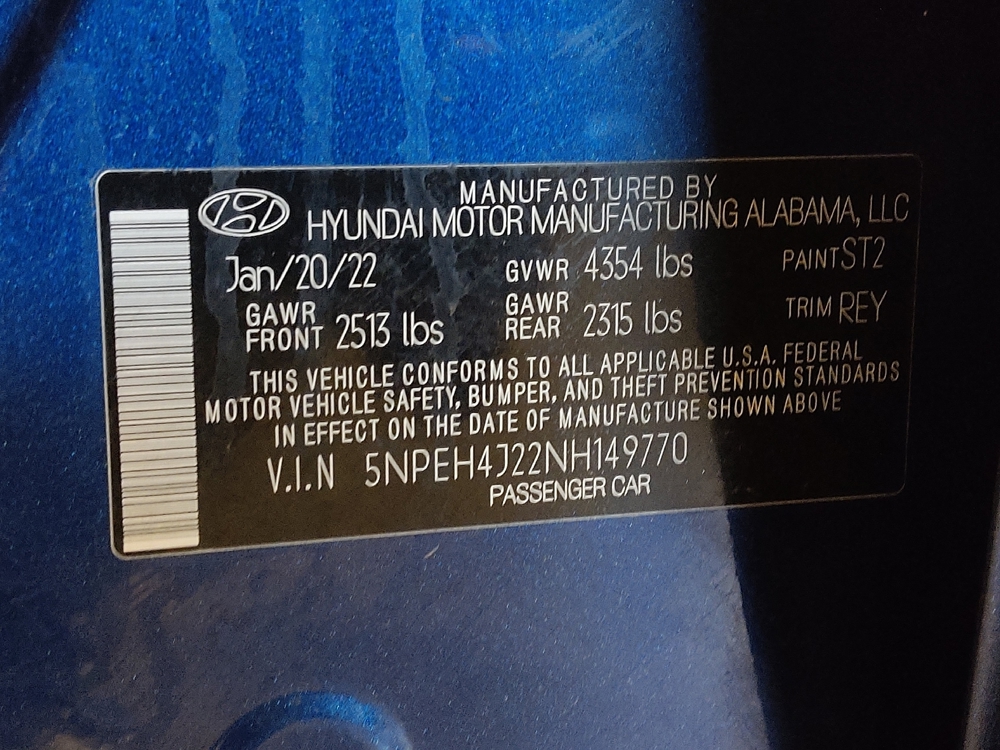 MANUFACTURED BY
HYUNDAI MOTOR MANUFACTURING ALABAMA, LLC
Jan/20/22 GVWR 4354 lbs PAINT ST2
GAWR FRONT 2513 lbs GAWR REAR 2315 lbs TRIM REY
THIS VEHICLE CONFORMS TO ALL APPLICABLE U.S.A. FEDERAL
MOTOR VEHICLE SAFETY, BUMPER, AND THEFT PREVENTION STANDARDS
IN EFFECT ON THE DATE OF MANUFACTURE SHOWN ABOVE
V.I.N 5NPEH4J22NH149770
PASSENGER CAR